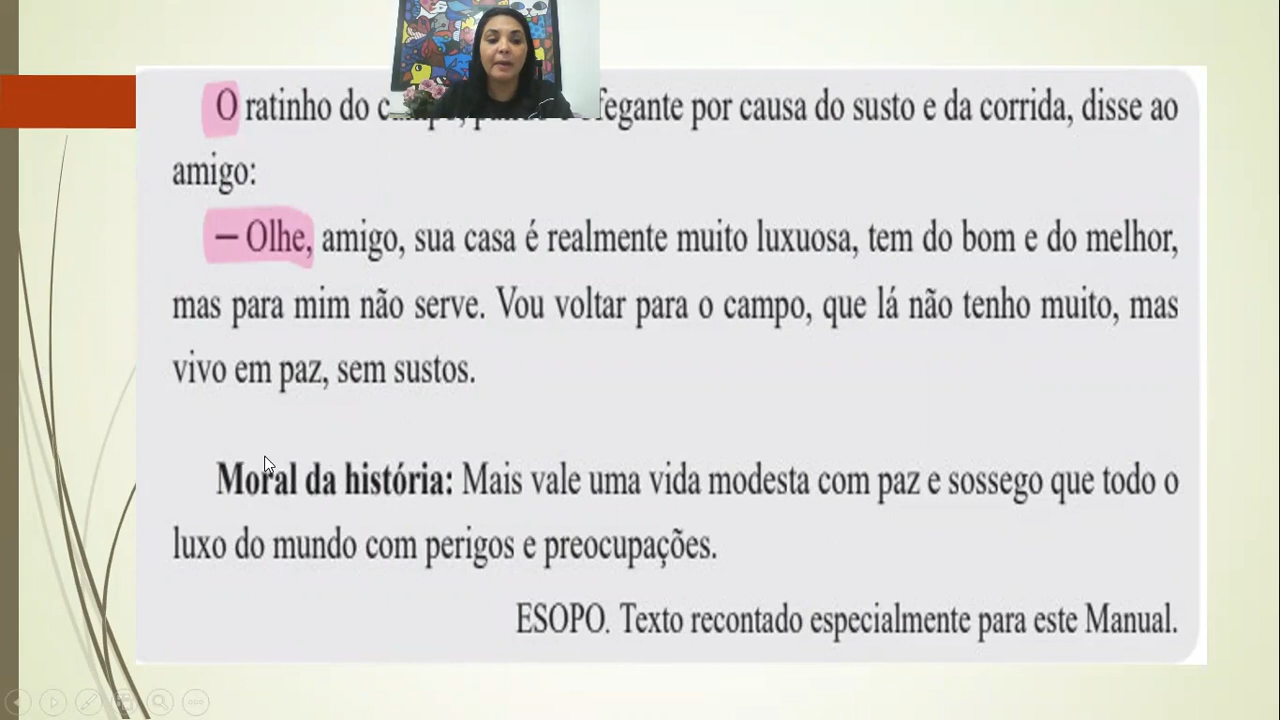 O ratinho do por causa do susto e da corrida, disse ao
amigo:
– Olhe, amigo, sua casa é realmente muito luxuosa, tem do bom e do melhor,
mas para mim não serve. Vou voltar para o campo, que lá não tenho muito, mas
vivo em paz, sem sustos.
Moral da história: Mais vale uma vida modesta com paz e sossego que todo o
luxo do mundo com perigos e preocupações.
ESOPO. Texto recontado especialmente para este Manual.